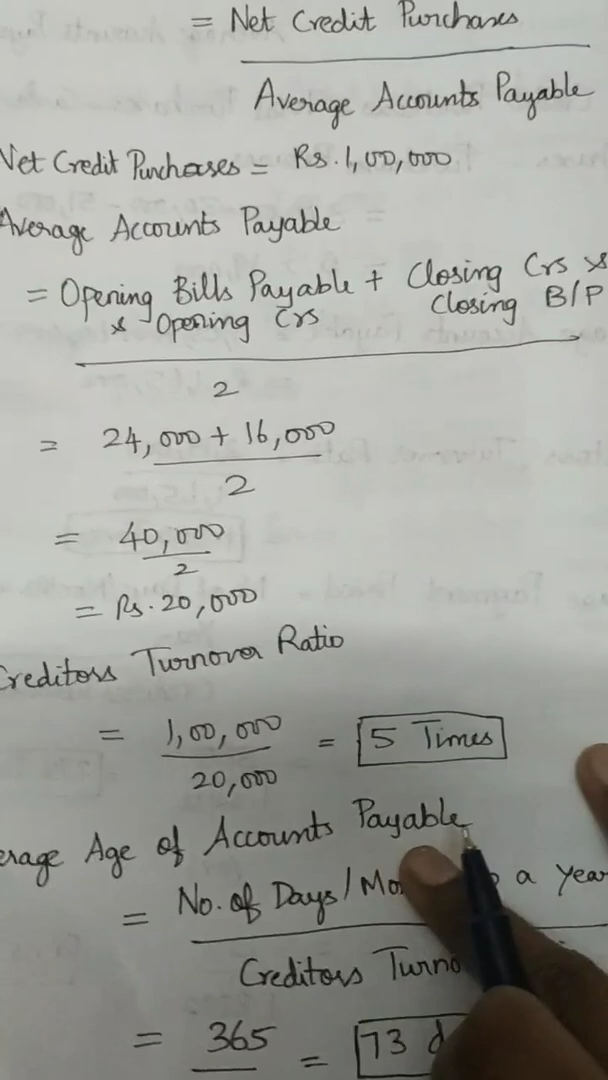 = Net Credit Purchases
Average Accounts Payable
Net Credit Purchases = Rs. 1,00,000
Average Accounts Payable
= Opening Bills Payable + Closing Crs &
& Opening Crs Closing B/P
2
= 24,000 + 16,000
2
= 40,000
2
= Rs. 20,000
Creditors Turnover Ratio
= 1,00,000 = 5 Times
20,000
erage Age of Accounts Payable
= No. of Days/Mo a year
Creditors Turno
= 365 = 73 d